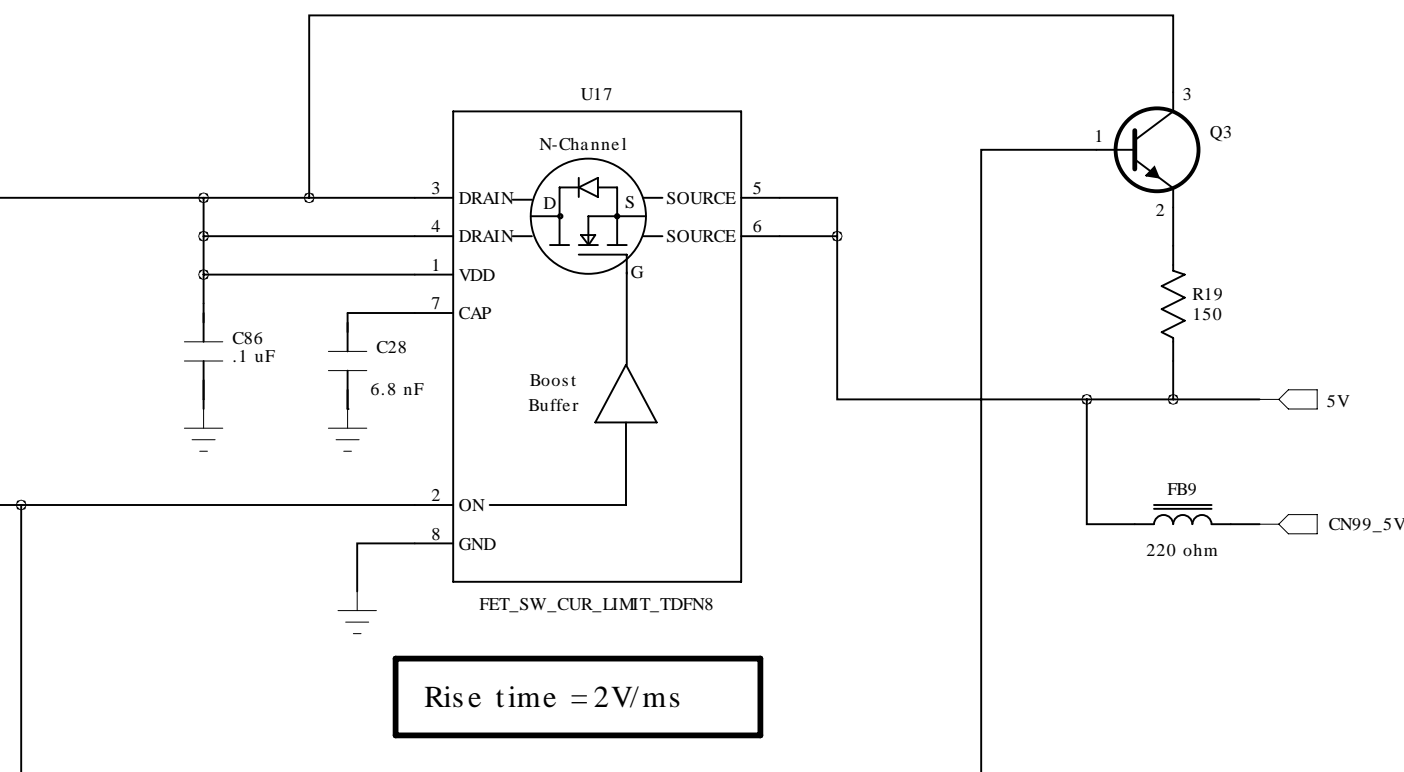 U17
3
Q3
1
2
N-Channel
3
DRAIN
D
S
SOURCE
5
4
DRAIN
SOURCE
6
1
VDD
G
7
CAP
R19
150
C86
.1 uF
C28
6.8 nF
Boost
Buffer
5V
2
ON
FB9
CN99_5V
220 ohm
8
GND
FET_SW_CUR_LIMIT_TDFN8
Rise time =2V/ms